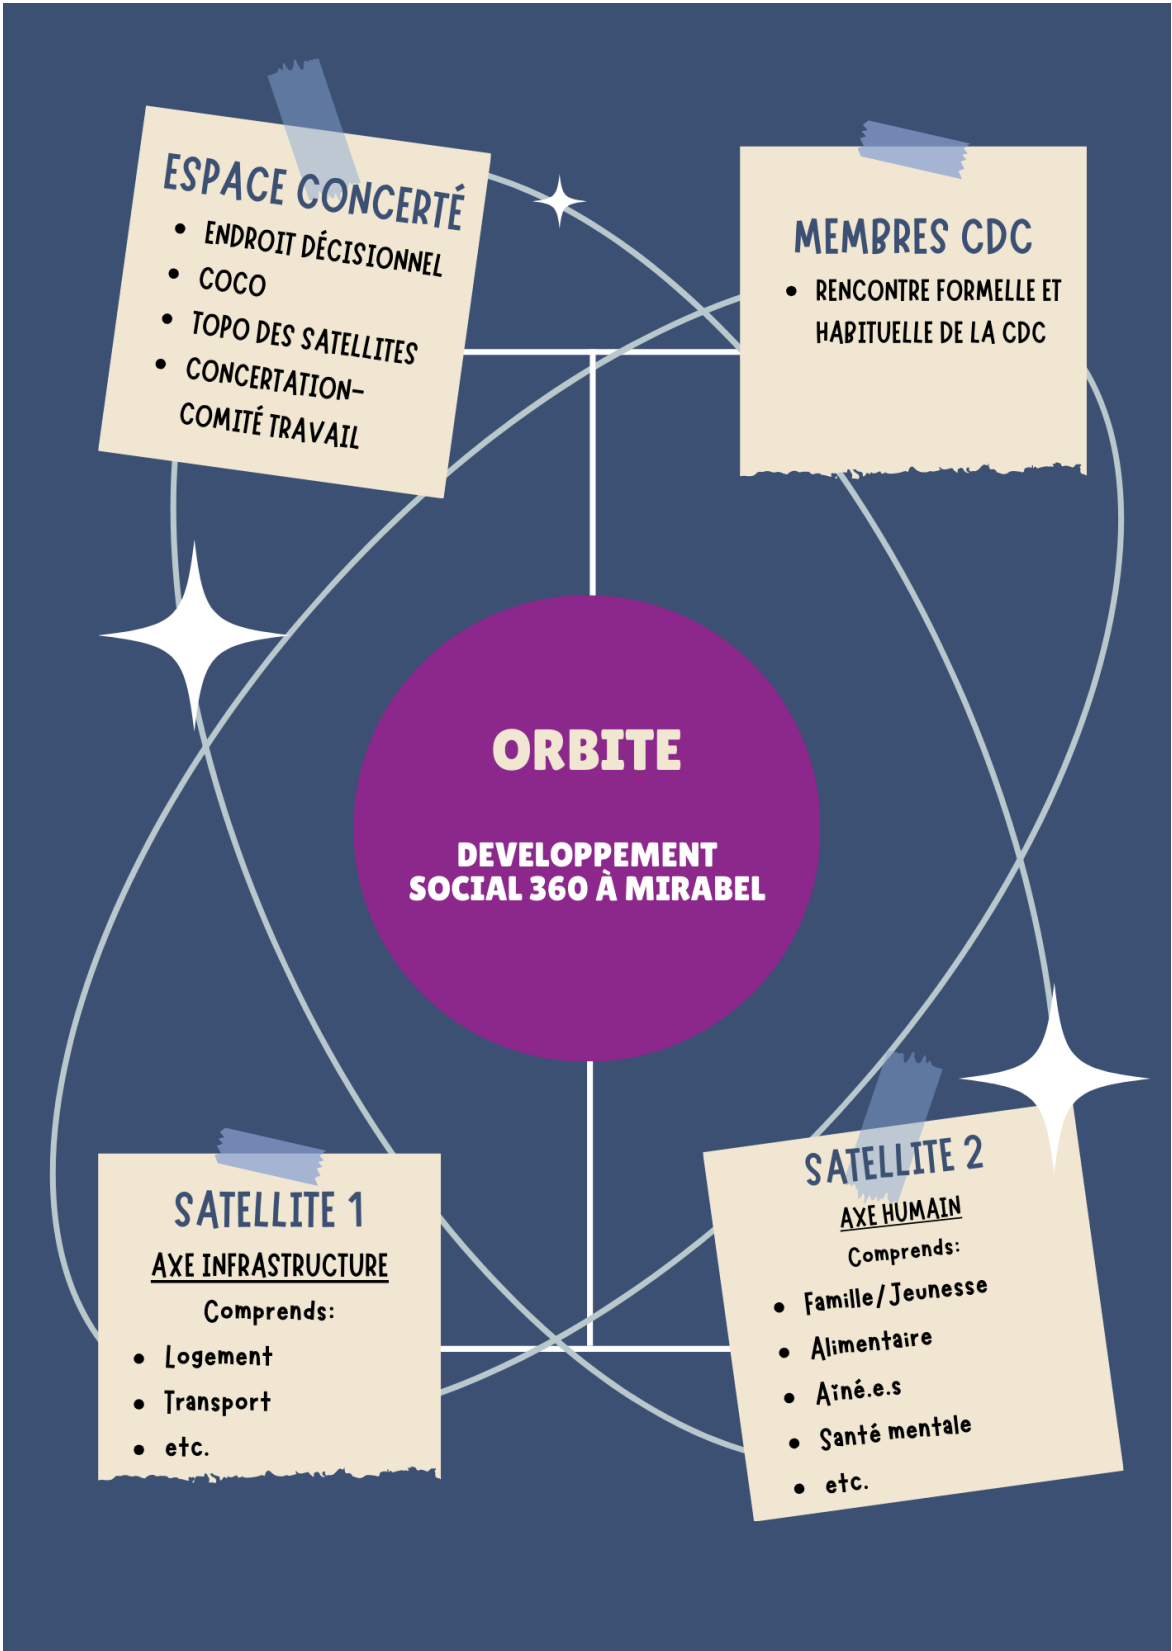 ESPACE CONCERTÉ
• ENDROIT DÉCISIONNEL
• COCO
• TOPO DES SATELLITES
• CONCERTATION-
COMITÉ TRAVAIL
MEMBRES CDC
• RENCONTRE FORMELLE ET
HABITUELLE DE LA CDC
ORBITE
DEVELOPPEMENT
SOCIAL 360 À MIRABEL
SATELLITE 1
AXE INFRASTRUCTURE
Comprends:
• Logement
• Transport
• etc.
SATELLITE 2
AXE HUMAIN
Comprends:
• Famille/Jeunesse
• Alimentaire
• Aîné.e.s
• Santé mentale
• etc.